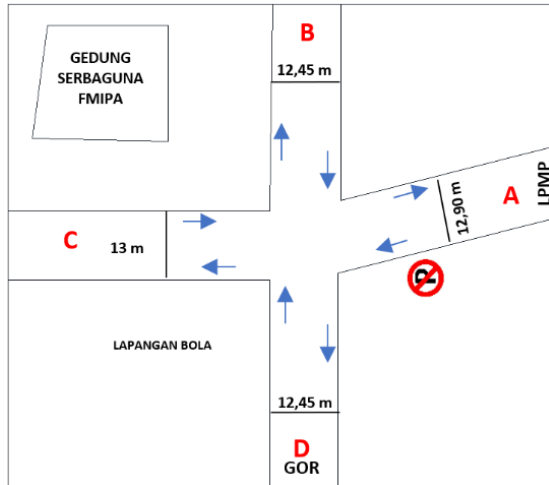 B
GEDUNG
SERBAGUNA
FMIPA
12,45 m
A
LPMP
12,90 m
C
13 m
P
LAPANGAN BOLA
12,45 m
D
GOR